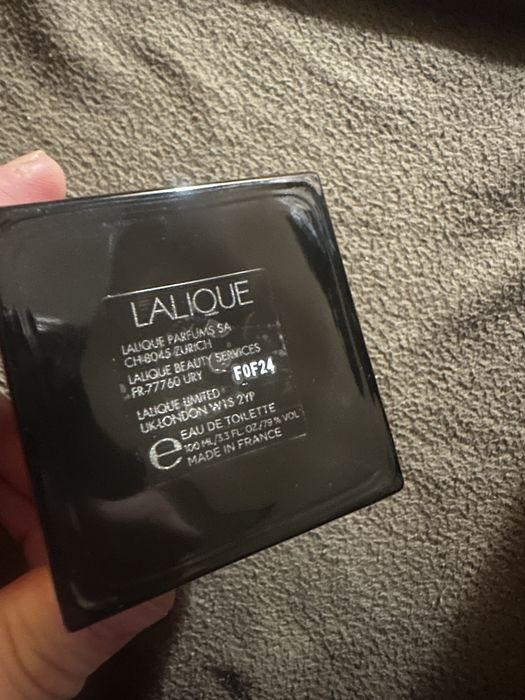 LALIQUE
LALIQUE PARFUMS SA
CH-8045 ZURICH
LALIQUE BEAUTY SERVICES
FR-77760 URY
F0F24
LALIQUE LIMITED
UK-LONDON W1S 2YP
e EAU DE TOILETTE
100 ML/3.3 FL. OZ./79 % VOL
MADE IN FRANCE